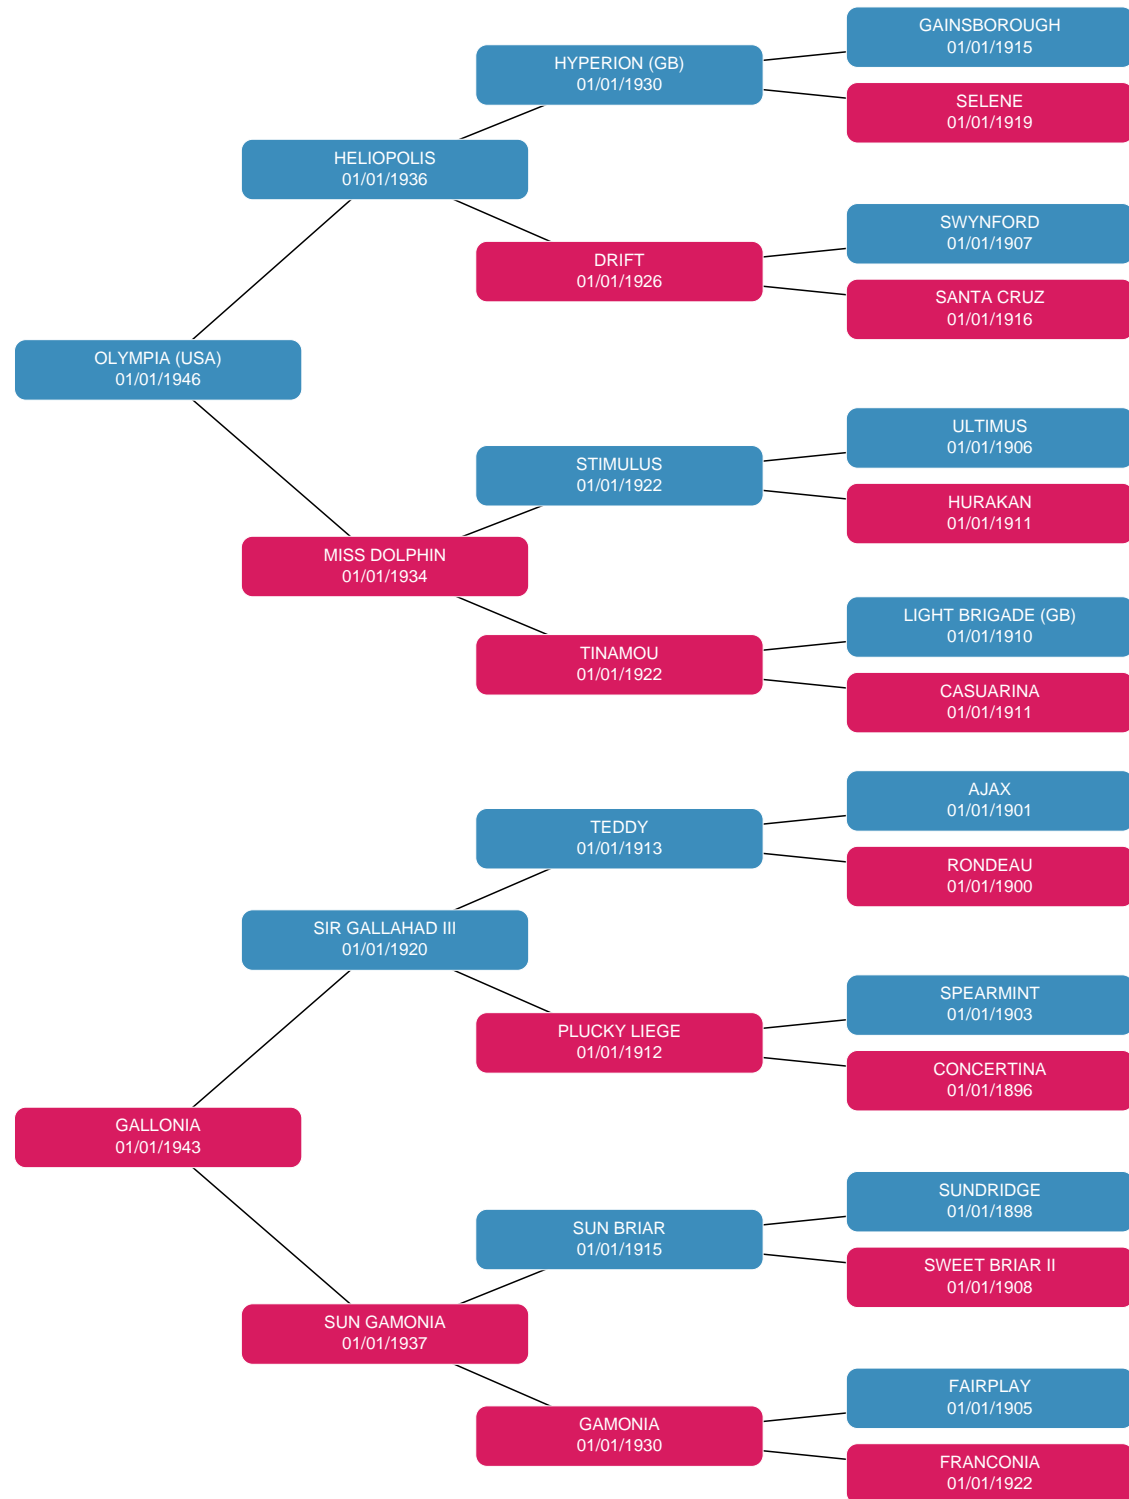 GAINSBOROUGH
01/01/1915
HYPERION (GB)
01/01/1930
SELENE
01/01/1919
HELIOPOLIS
01/01/1936
SWYNFORD
01/01/1907
DRIFT
01/01/1926
SANTA CRUZ
01/01/1916
OLYMPIA (USA)
01/01/1946
ULTIMUS
01/01/1906
STIMULUS
01/01/1922
HURAKAN
01/01/1911
MISS DOLPHIN
01/01/1934
LIGHT BRIGADE (GB)
01/01/1910
TINAMOU
01/01/1922
CASUARINA
01/01/1911
AJAX
01/01/1901
TEDDY
01/01/1913
RONDEAU
01/01/1900
SIR GALLAHAD III
01/01/1920
SPEARMINT
01/01/1903
PLUCKY LIEGE
01/01/1912
CONCERTINA
01/01/1896
GALLONIA
01/01/1943
SUNDRIDGE
01/01/1898
SUN BRIAR
01/01/1915
SWEET BRIAR II
01/01/1908
SUN GAMONIA
01/01/1937
FAIRPLAY
01/01/1905
GAMONIA
01/01/1930
FRANCONIA
01/01/1922